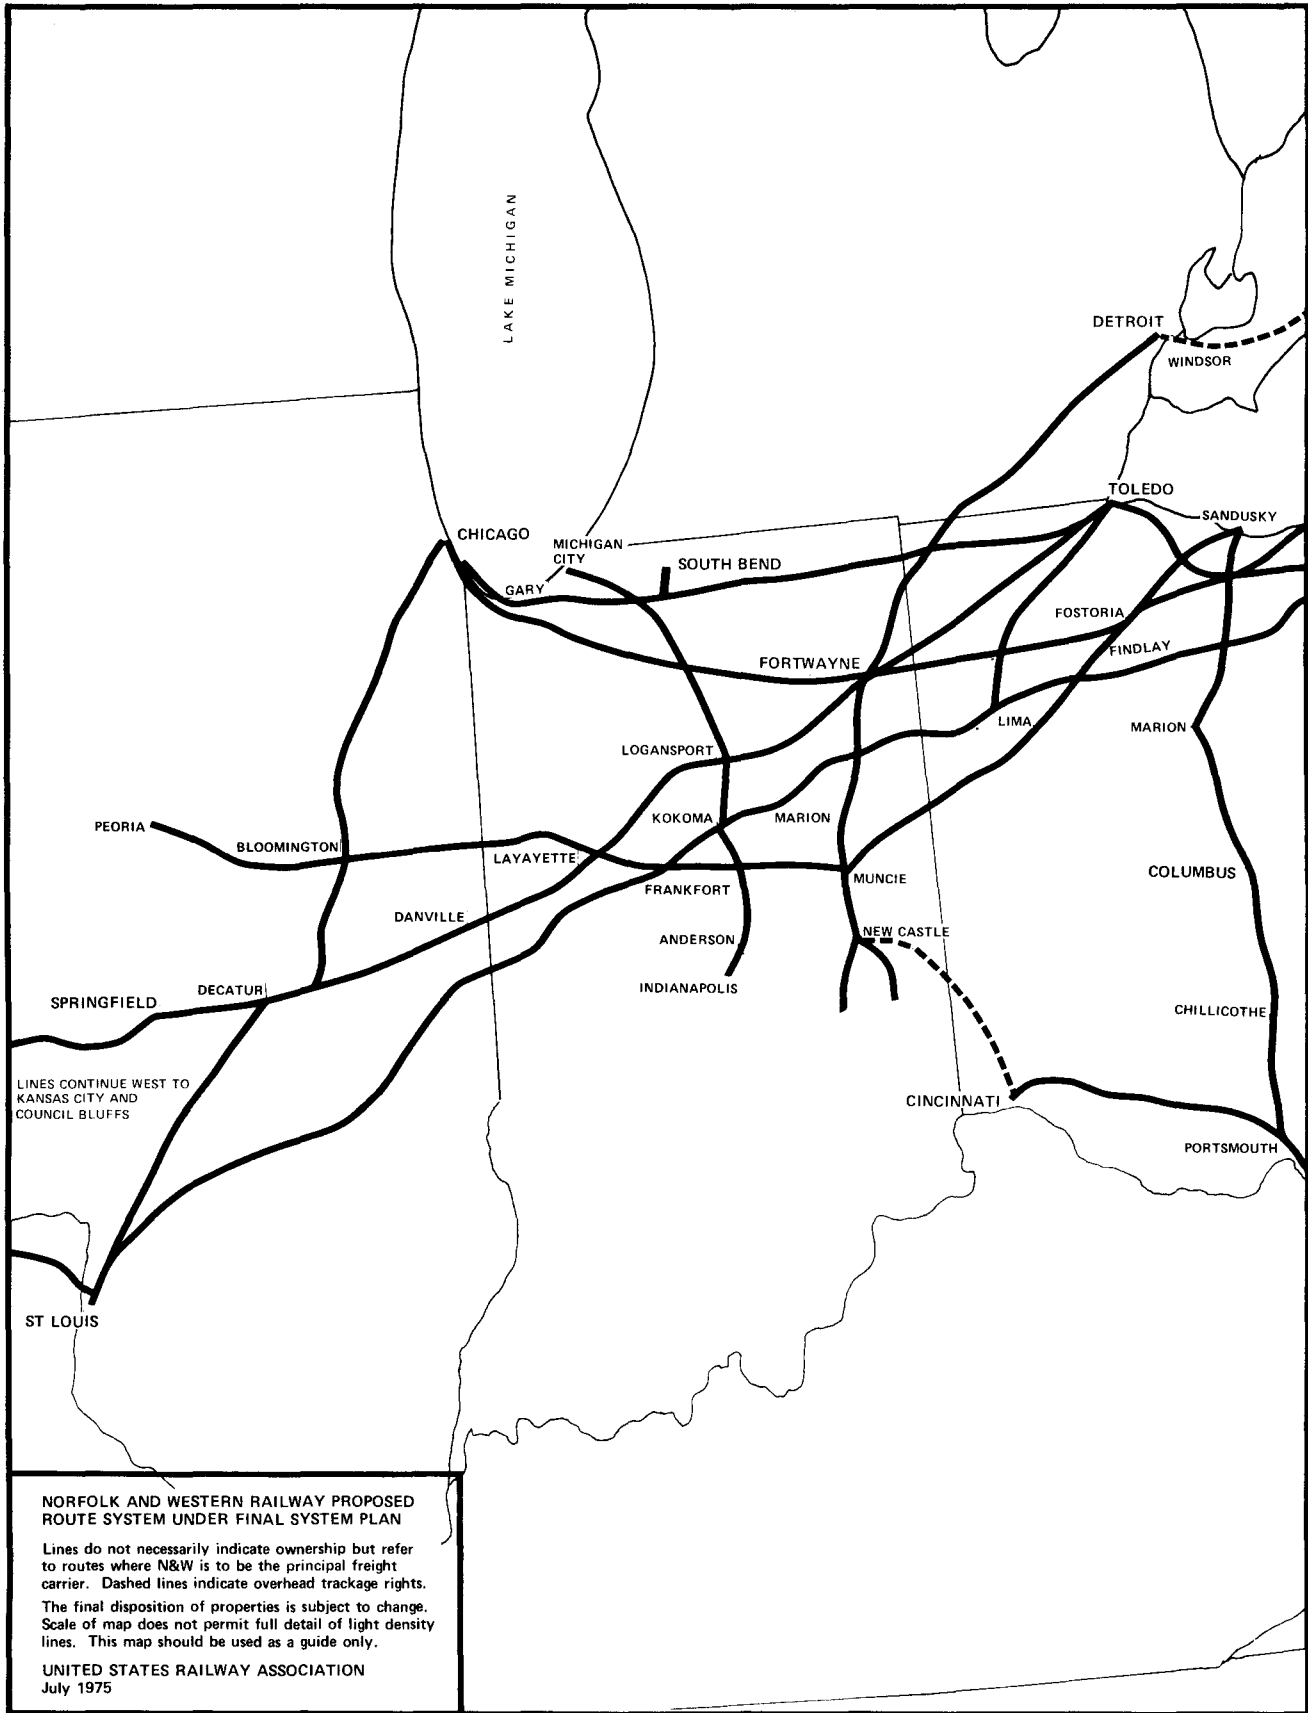 LAKE MICHIGAN
DETROIT
WINDSOR
TOLEDO
SANDUSKY
CHICAGO
MICHIGAN
CITY
SOUTH BEND
GARY
FOSTORIA
FINDLAY
FORTWAYNE
LIMA
MARION
LOGANSPORT
PEORIA
BLOOMINGTON
KOKOMA
MARION
LAYAYETTE
FRANKFORT
MUNCIE
COLUMBUS
DANVILLE
ANDERSON
NEW CASTLE
INDIANAPOLIS
DECATUR
SPRINGFIELD
CHILLICOTHE
LINES CONTINUE WEST TO
KANSAS CITY AND
COUNCIL BLUFFS
CINCINNATI
PORTSMOUTH
ST LOUIS
NORFOLK AND WESTERN RAILWAY PROPOSED
ROUTE SYSTEM UNDER FINAL SYSTEM PLAN
Lines do not necessarily indicate ownership but refer
to routes where N&W is to be the principal freight
carrier. Dashed lines indicate overhead trackage rights.
The final disposition of properties is subject to change.
Scale of map does not permit full detail of light density
lines. This map should be used as a guide only.
UNITED STATES RAILWAY ASSOCIATION
July 1975